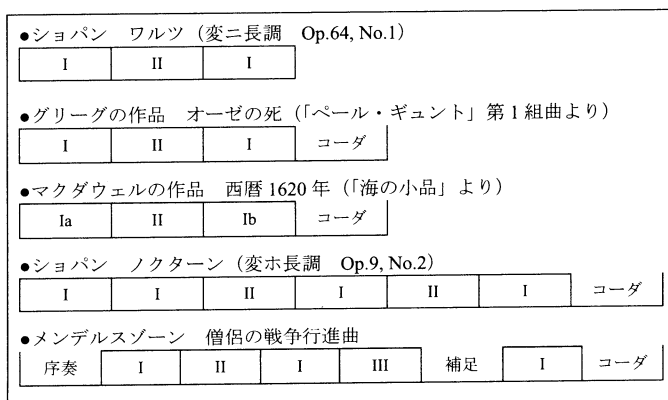 ●ショパン　ワルツ（変ニ長調　Op.64, No.1）
I II I
●グリーグの作品　オーゼの死（「ペール・ギュント」第1組曲より）
I II I コーダ
●マクダウェルの作品　西暦1620年（「海の小品」より）
Ia II Ib コーダ
●ショパン　ノクターン（変ホ長調　Op.9, No.2）
I I II I II I コーダ
●メンデルスゾーン　僧侶の戦争行進曲
序奏 I II I III 補足 I コーダ